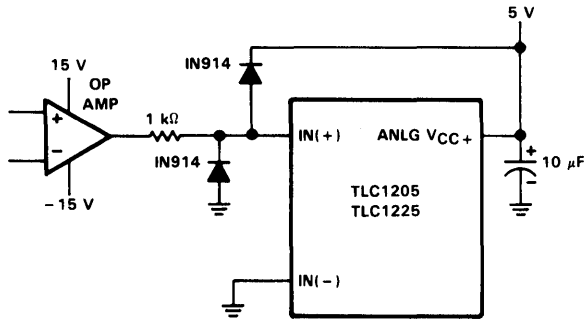 5 V
15 V
OP
AMP
IN914
+
−
1 kΩ
IN914
−15 V
IN(+)
ANLG VCC+
TLC1205
TLC1225
IN(−)
+
−
10 μF